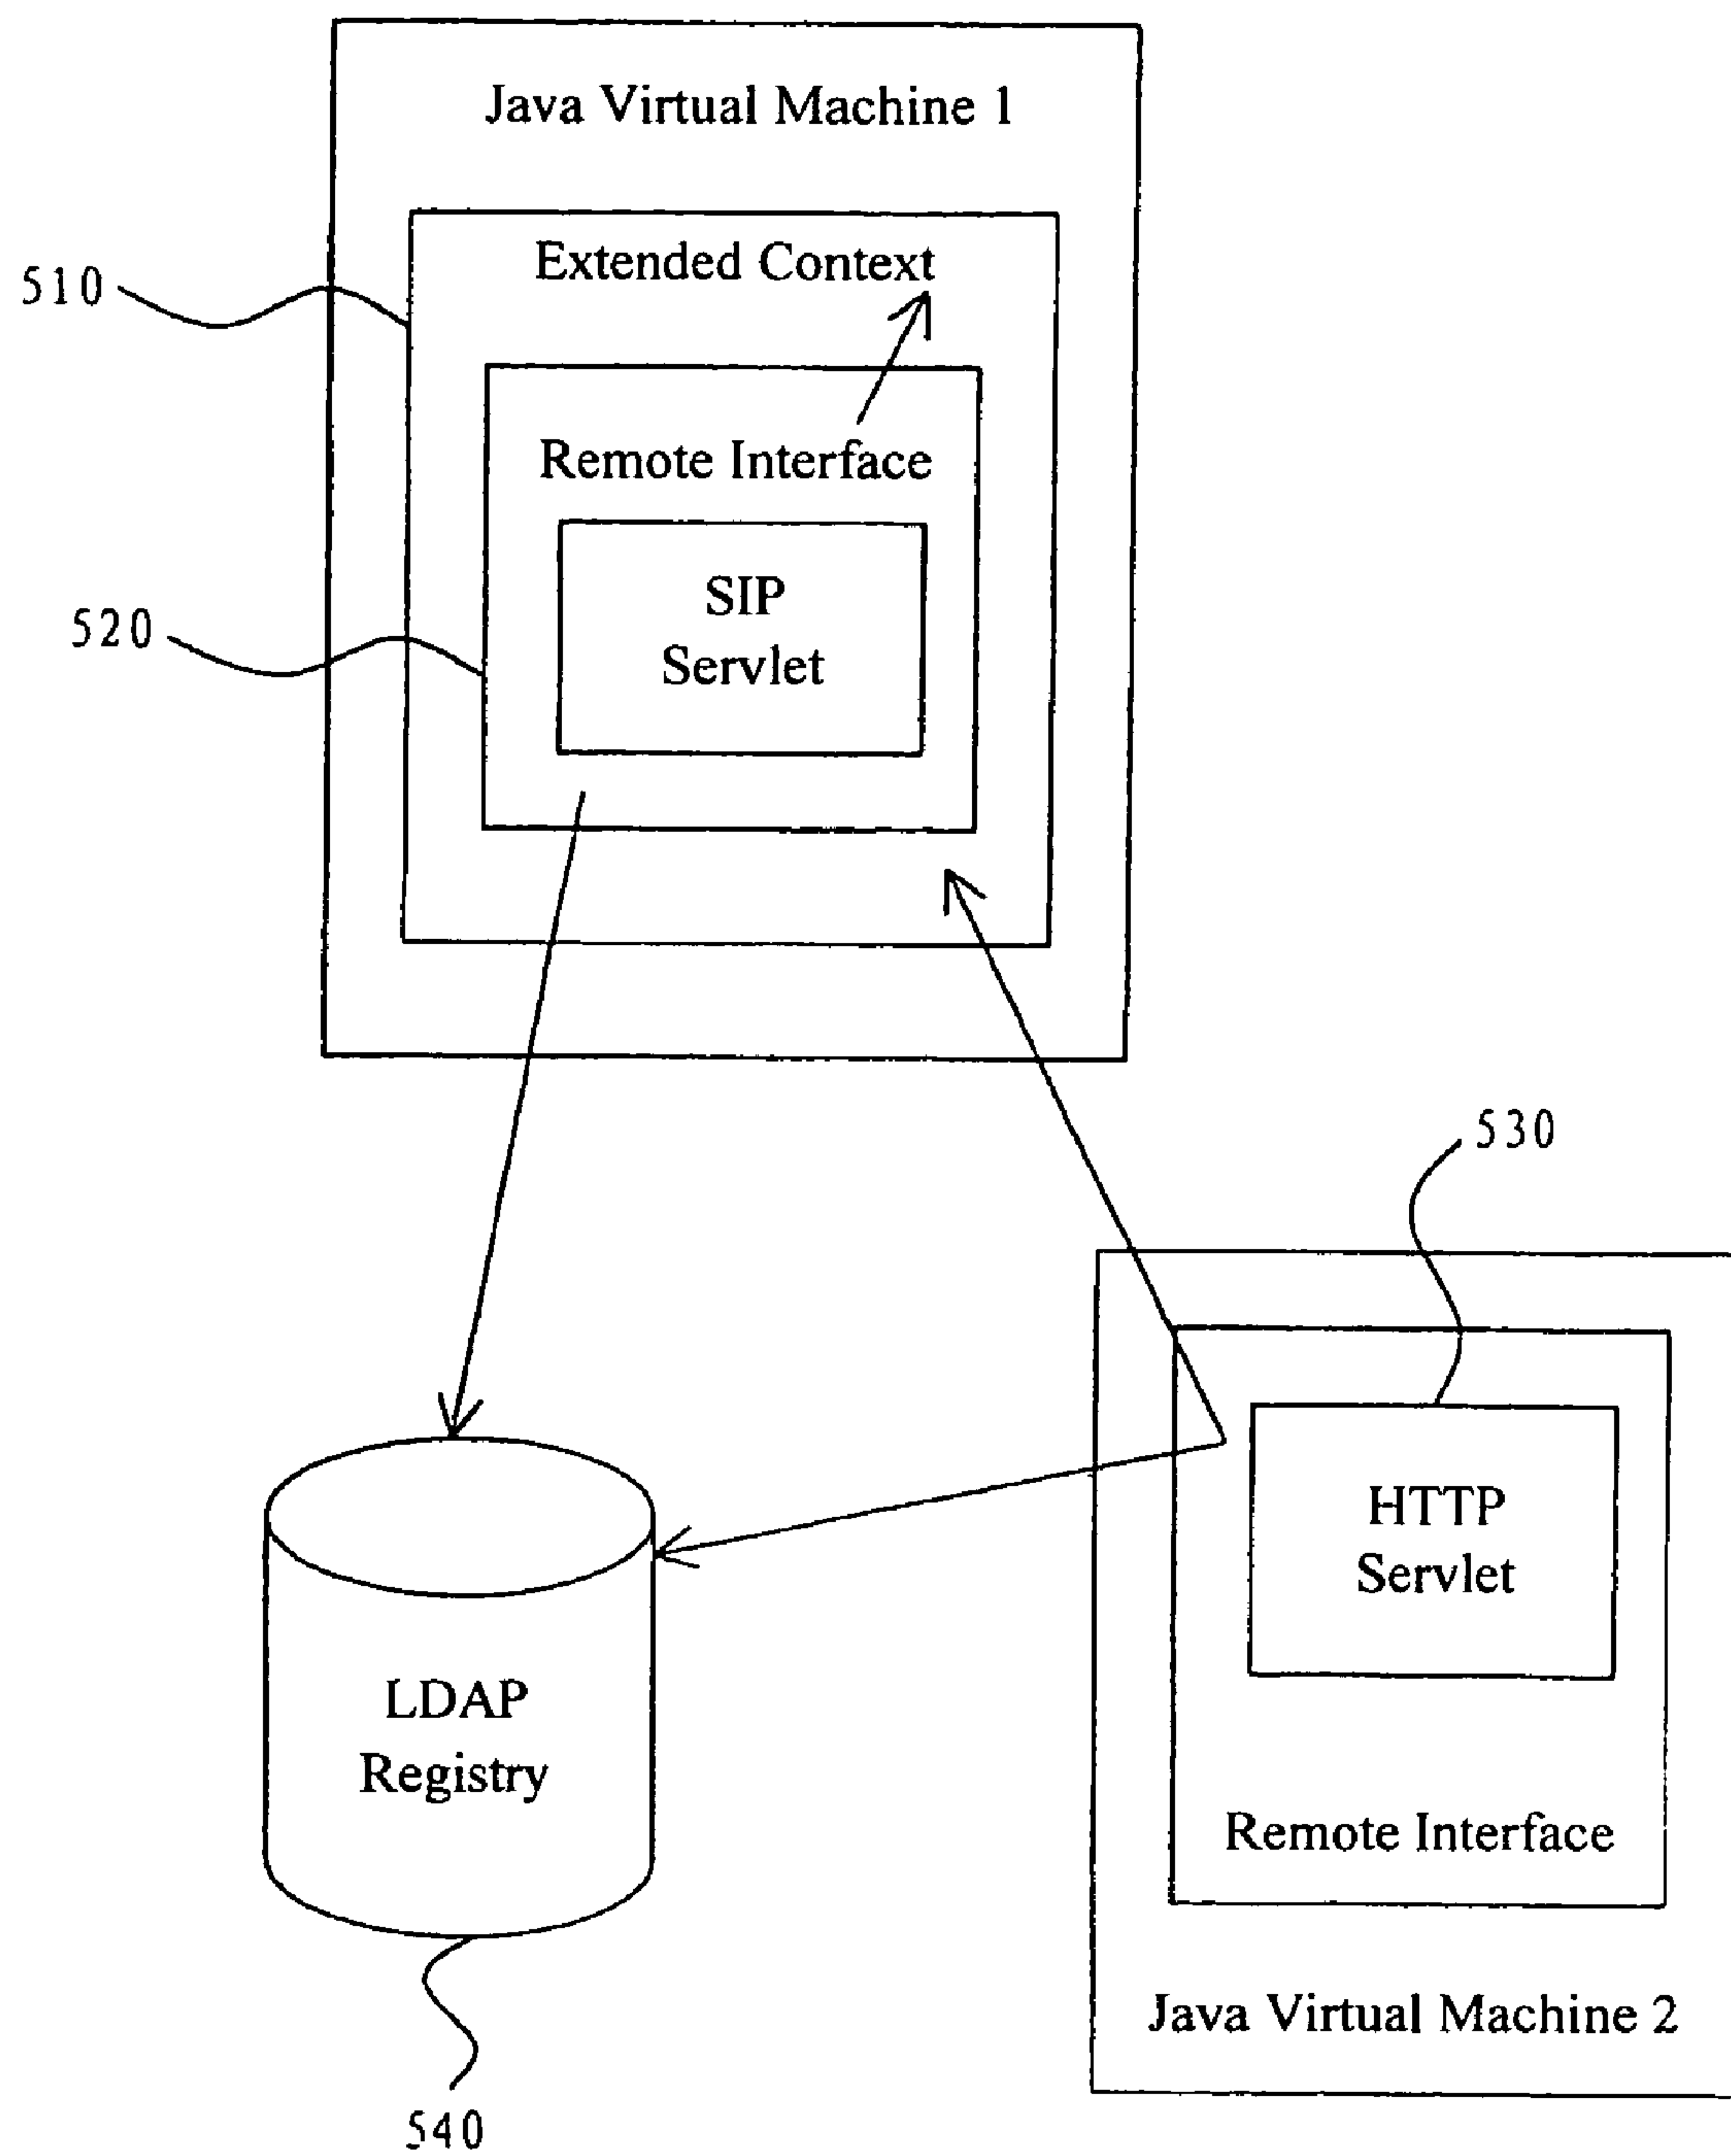 Java Virtual Machine 1
Extended Context
510
Remote Interface
SIP
Servlet
520
530
HTTP
Servlet
LDAP
Registry
Remote Interface
Java Virtual Machine 2
540